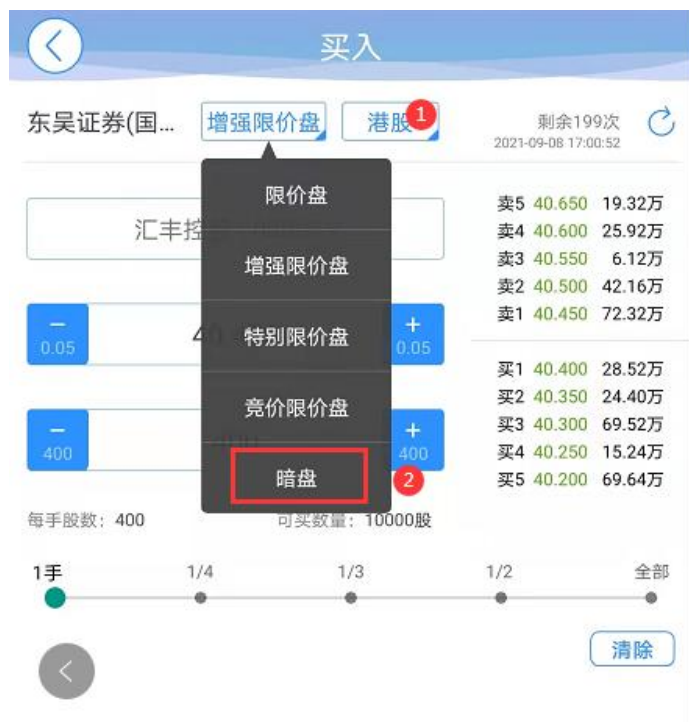 买入
东吴证券(国...
增强限价盘
港股
1
剩余199次
2021-09-08 17:00:52
限价盘
增强限价盘
特别限价盘
竞价限价盘
暗盘
2
汇丰控
−
0.05
40
+
0.05
−
400
+
400
每手股数：400
可买数量：10000股
卖5 40.650 19.32万
卖4 40.600 25.92万
卖3 40.550 6.12万
卖2 40.500 42.16万
卖1 40.450 72.32万
买1 40.400 28.52万
买2 40.350 24.40万
买3 40.300 69.52万
买4 40.250 15.24万
买5 40.200 69.64万
1手 1/4 1/3 1/2 全部
清除